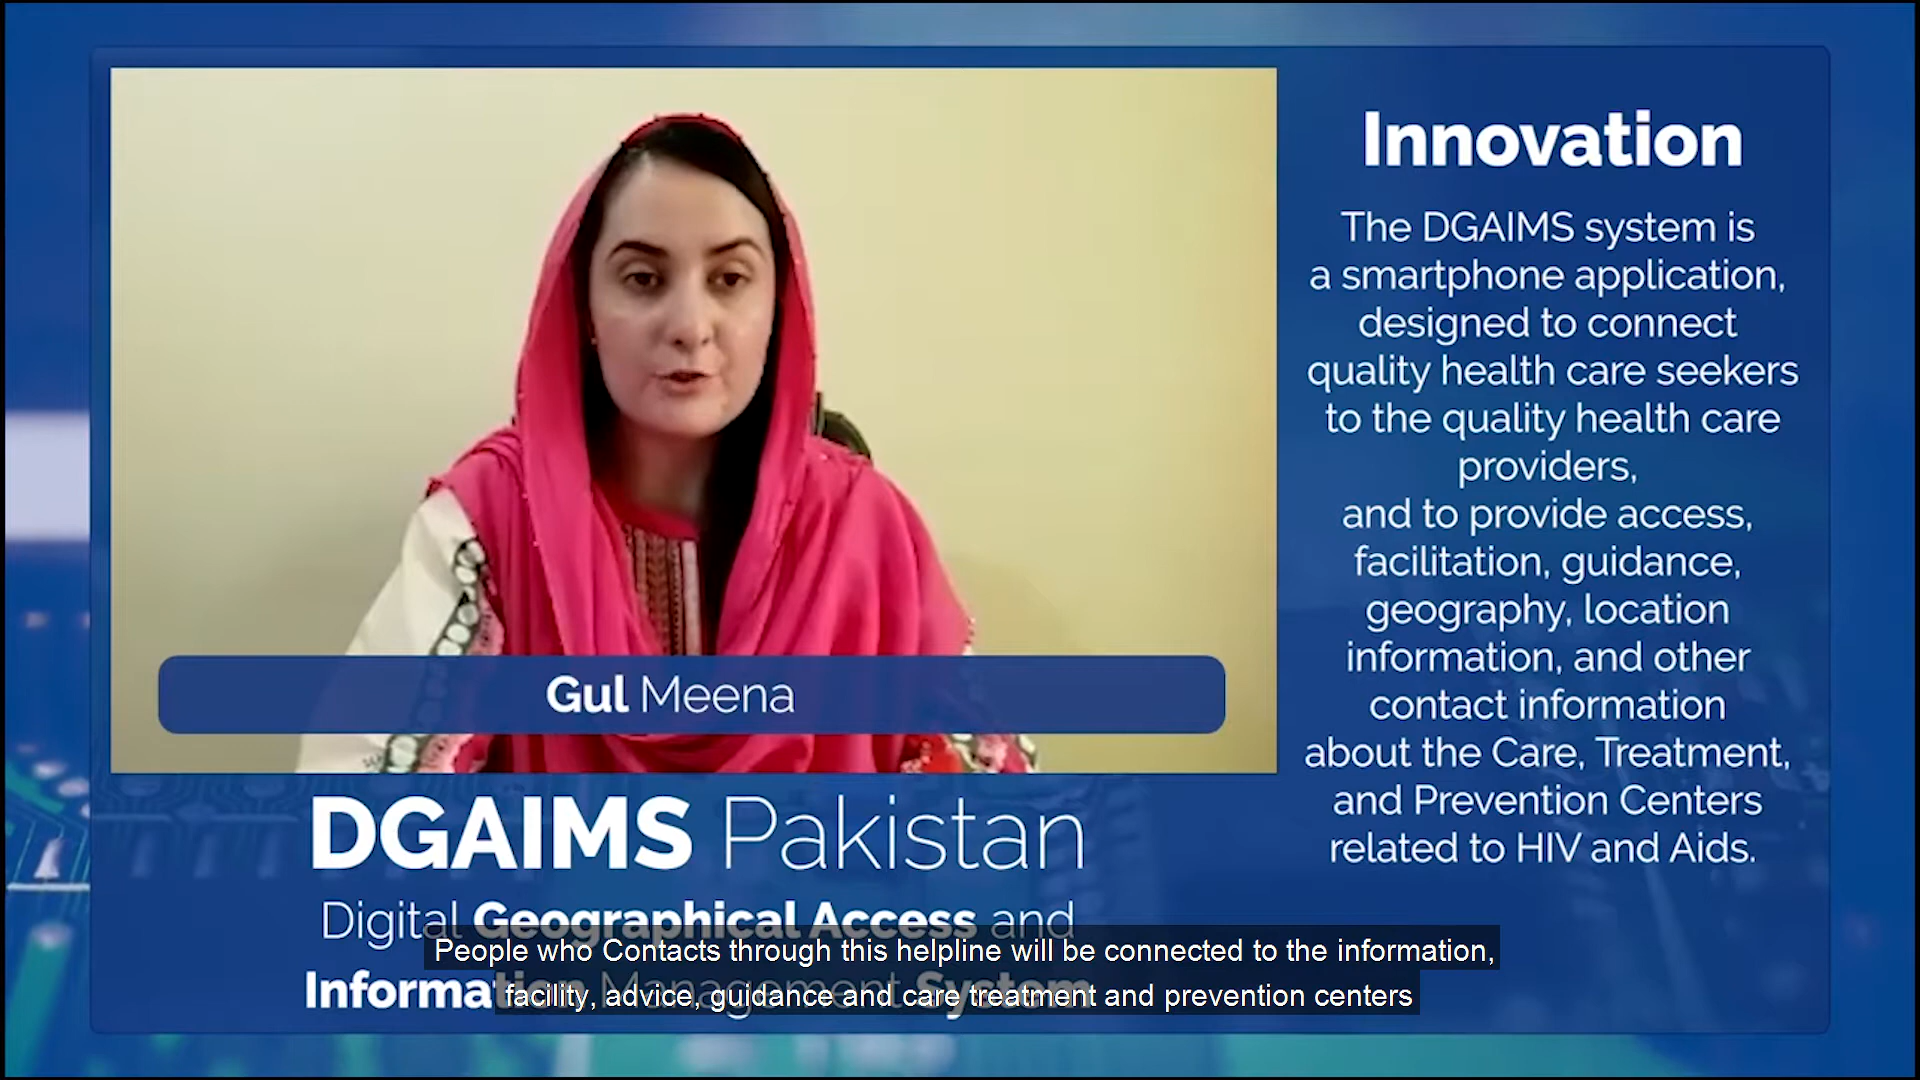 Innovation
The DGAIMS system is
a smartphone application,
designed to connect
quality health care seekers
to the quality health care
providers,
and to provide access,
facilitation, guidance,
geography, location
information, and other
contact information
about the Care, Treatment,
and Prevention Centers
related to HIV and Aids.
Gul Meena
DGAIMS Pakistan
Digital Geographical Access and
Information Management System
People who Contacts through this helpline will be connected to the information,
facility, advice, guidance and care treatment and prevention centers